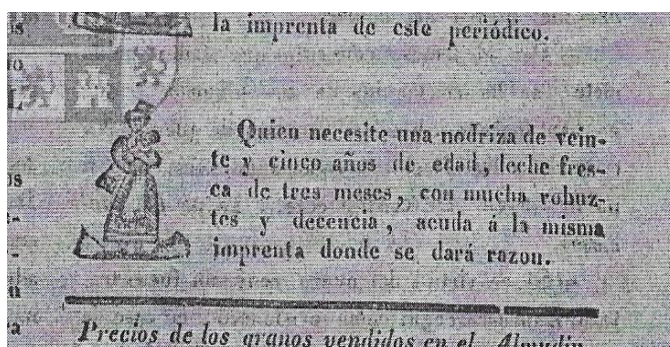 la imprenta de este periódico.
Quien necesite una nodriza de vein-
te y cinco años de edad, leche fres-
ca de tres meses, con mucha robuz-
tes y decencia, acuda á la misma
imprenta donde se dará razon.
Precios de los granos vendidos en el Almudin